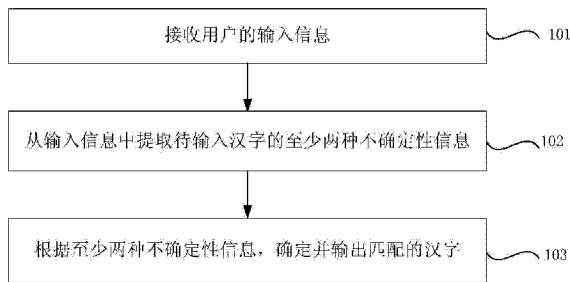 接收用户的输入信息
101
从输入信息中提取待输入汉字的至少两种不确定性信息
102
根据至少两种不确定性信息，确定并输出匹配的汉字
103